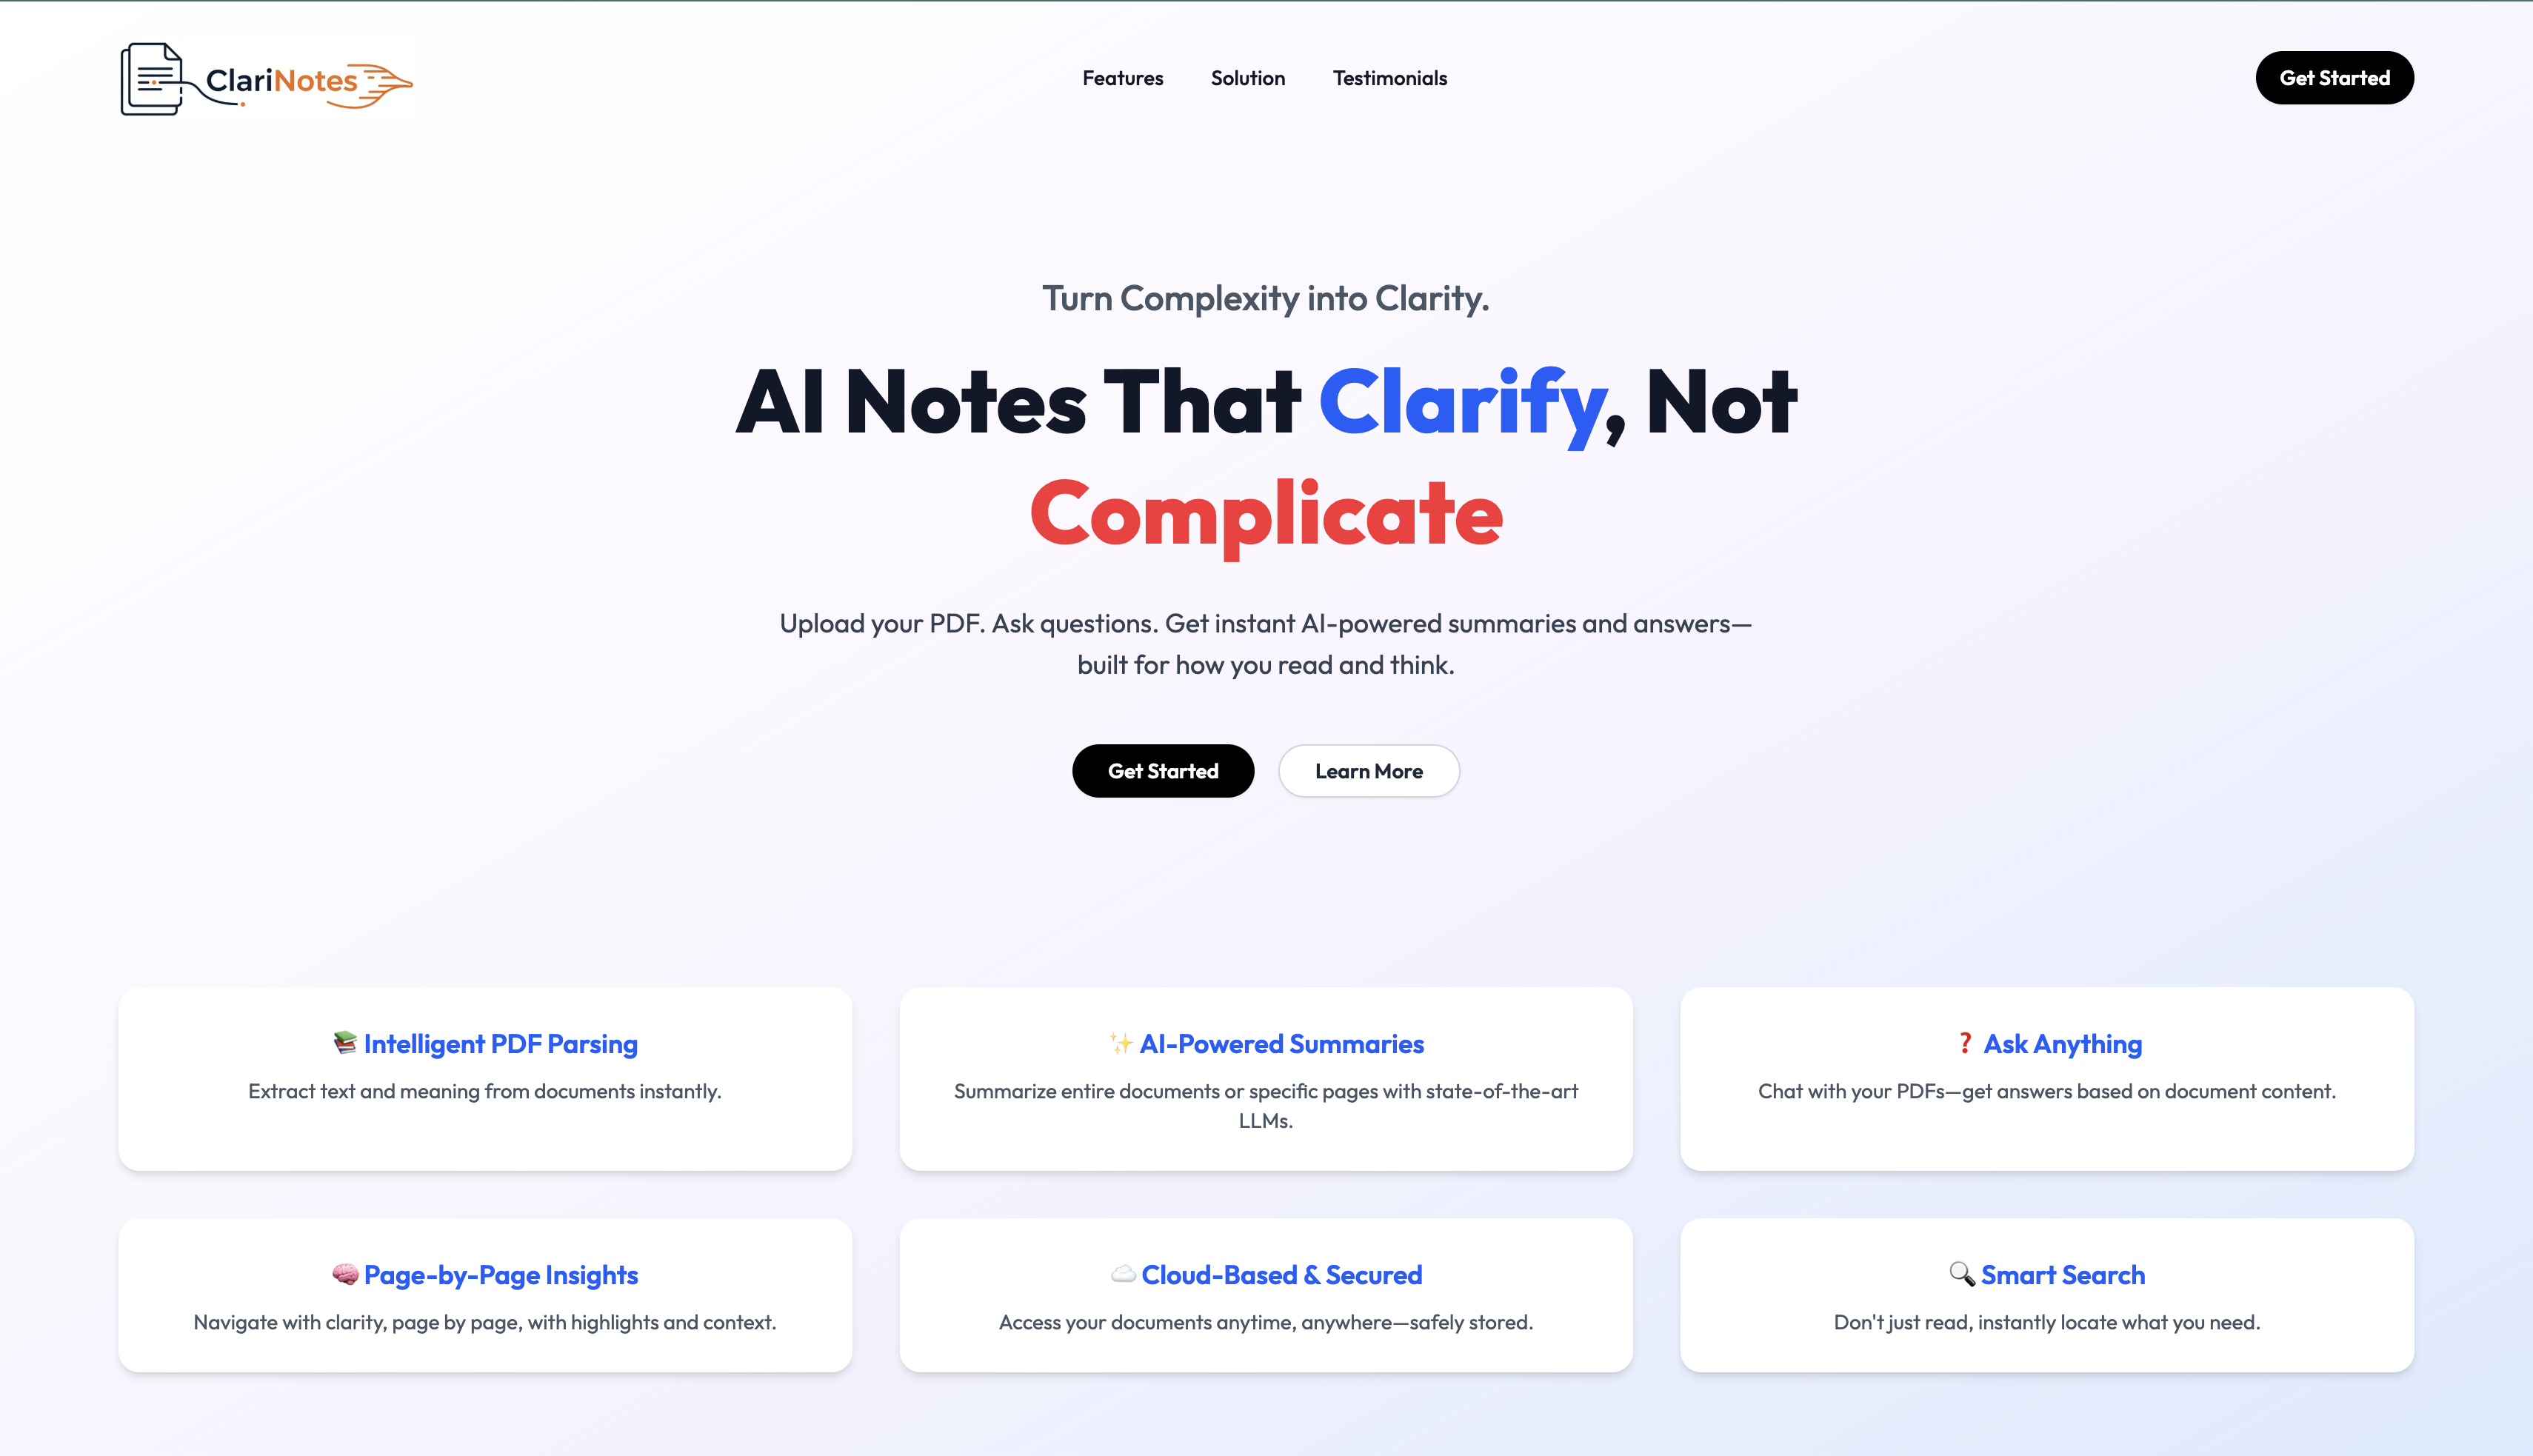 ClariNotes
Features
Solution
Testimonials
Get Started
Turn Complexity into Clarity.
AI Notes That Clarify, Not
Complicate
Upload your PDF. Ask questions. Get instant AI-powered summaries and answers—
built for how you read and think.
Get Started
Learn More
📚 Intelligent PDF Parsing
Extract text and meaning from documents instantly.
✨ AI-Powered Summaries
Summarize entire documents or specific pages with state-of-the-art
LLMs.
❓ Ask Anything
Chat with your PDFs—get answers based on document content.
🧠 Page-by-Page Insights
Navigate with clarity, page by page, with highlights and context.
☁️ Cloud-Based & Secured
Access your documents anytime, anywhere—safely stored.
🔍 Smart Search
Don't just read, instantly locate what you need.